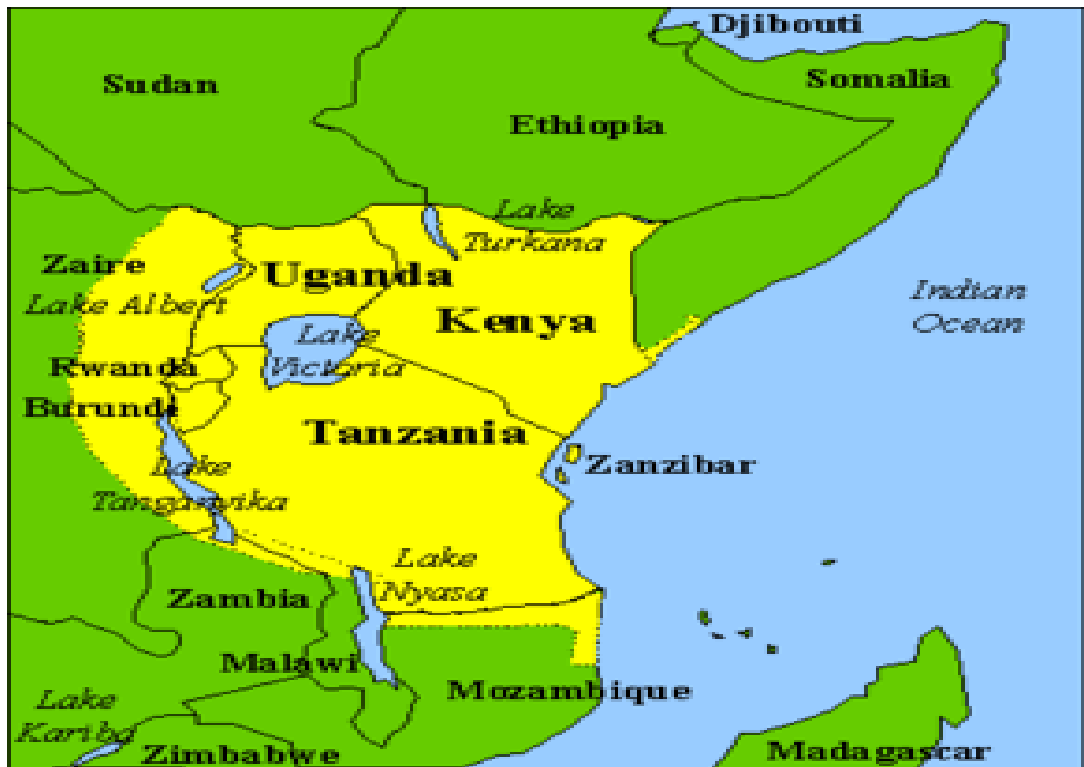 Djibouti
Sudan
Somalia
Ethiopia
Lake
Turkana
Zaire
Uganda
Lake Albert
Indian
Ocean
Kenya
Lake
Victoria
Rwanda
Burundi
Tanzania
Zanzibar
Lake
Tanganyika
Lake
Nyasa
Zambia
Malawi
Mozambique
Lake
Kariba
Zimbabwe
Madagascar